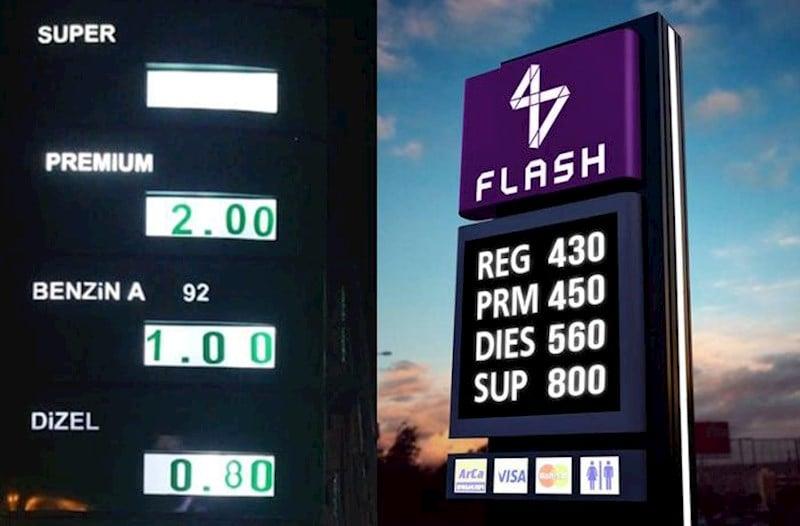 SUPER
PREMIUM
2.00
BENZiN A 92
1.00
DiZEL
0.80
FLASH
REG 430
PRM 450
DIES 560
SUP 800
ArCa
VISA